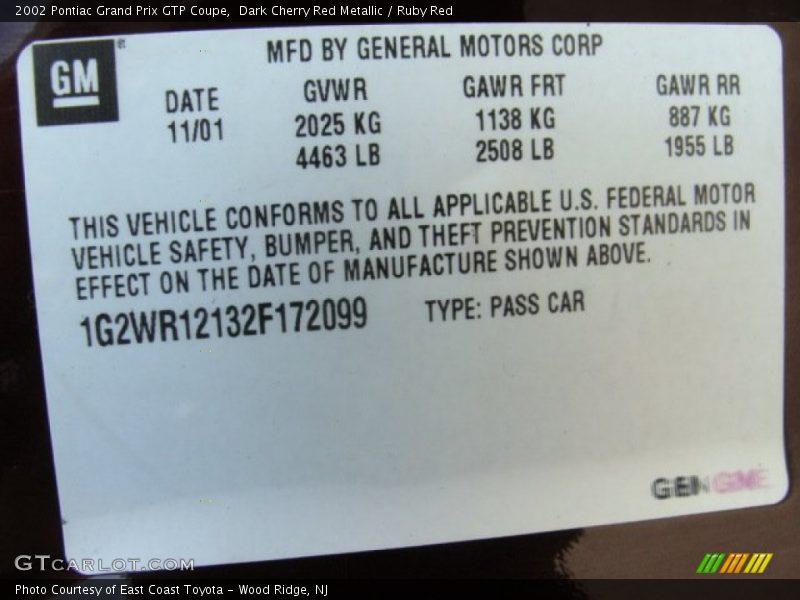 2002 Pontiac Grand Prix GTP Coupe,  Dark Cherry Red Metallic / Ruby Red
GM®
MFD BY GENERAL MOTORS CORP
DATE GVWR GAWR FRT GAWR RR
11/01 2025 KG 1138 KG 887 KG
4463 LB 2508 LB 1955 LB
THIS VEHICLE CONFORMS TO ALL APPLICABLE U.S. FEDERAL MOTOR
VEHICLE SAFETY, BUMPER, AND THEFT PREVENTION STANDARDS IN
EFFECT ON THE DATE OF MANUFACTURE SHOWN ABOVE.
1G2WR12132F172099 TYPE: PASS CAR
GTCARLOT.COM
Photo Courtesy of East Coast Toyota – Wood Ridge, NJ